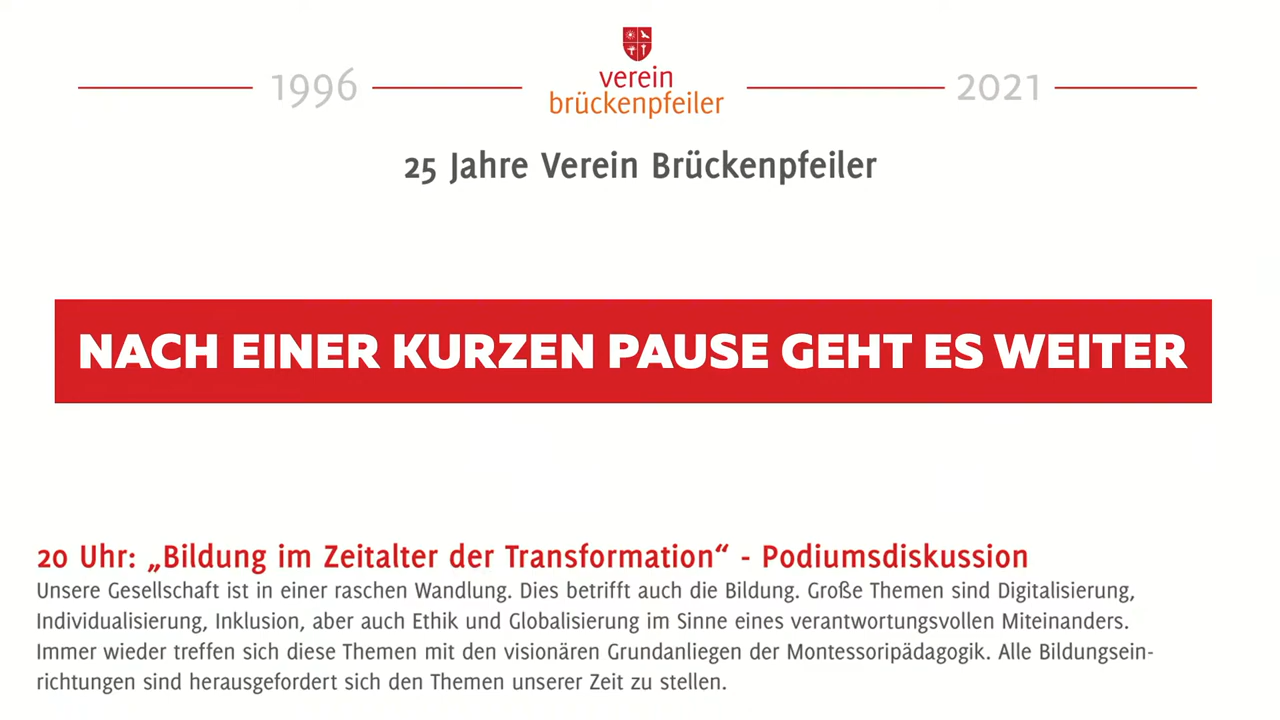 1996
verein
brückenpfeiler
2021
25 Jahre Verein Brückenpfeiler
NACH EINER KURZEN PAUSE GEHT ES WEITER
20 Uhr: „Bildung im Zeitalter der Transformation“ - Podiumsdiskussion
Unsere Gesellschaft ist in einer raschen Wandlung. Dies betrifft auch die Bildung. Große Themen sind Digitalisierung,
Individualisierung, Inklusion, aber auch Ethik und Globalisierung im Sinne eines verantwortungsvollen Miteinanders.
Immer wieder treffen sich diese Themen mit den visionären Grundanliegen der Montessoripädagogik. Alle Bildungsein-
richtungen sind herausgefordert sich den Themen unserer Zeit zu stellen.